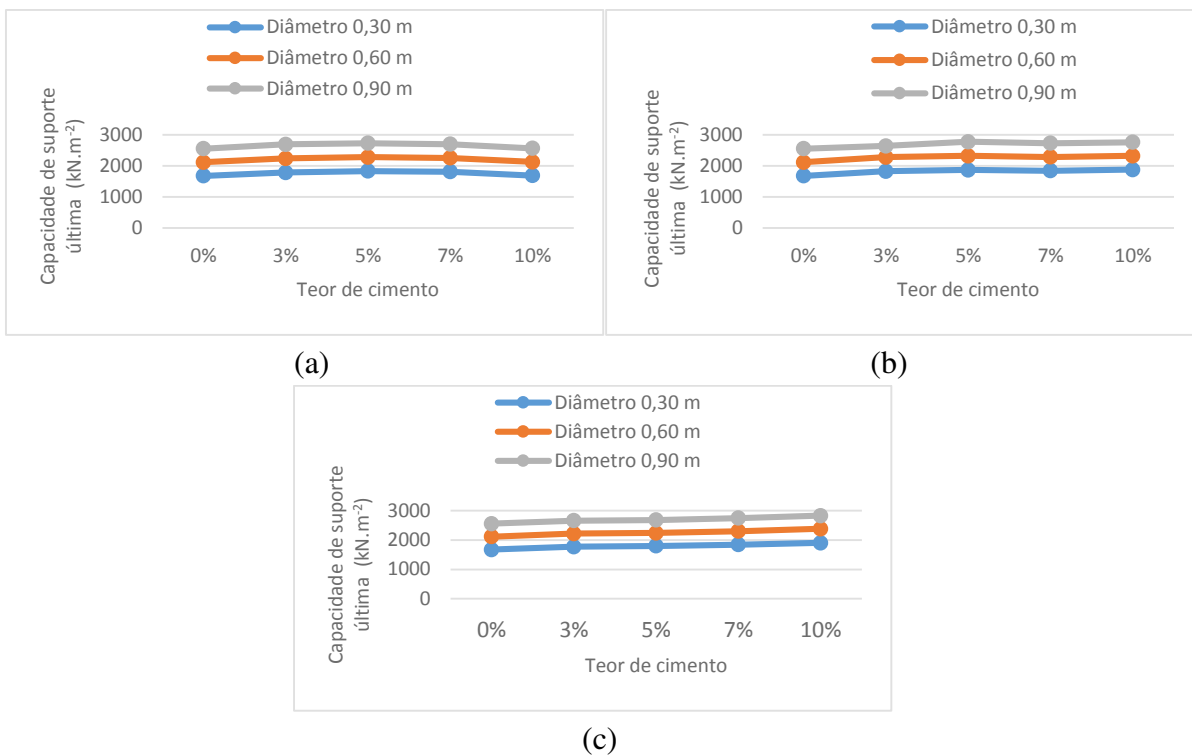 Diâmetro 0,30 m
Diâmetro 0,60 m
Diâmetro 0,90 m
Capacidade de suporte
última (kN.m⁻²)
3000
2000
1000
0
0% 3% 5% 7% 10%
Teor de cimento
(a)
Diâmetro 0,30 m
Diâmetro 0,60 m
Diâmetro 0,90 m
Capacidade de suporte
última (kN.m⁻²)
3000
2000
1000
0
0% 3% 5% 7% 10%
Teor de cimento
(b)
Diâmetro 0,30 m
Diâmetro 0,60 m
Diâmetro 0,90 m
Capacidade de suporte
última (kN.m⁻²)
3000
2000
1000
0
0% 3% 5% 7% 10%
Teor de cimento
(c)